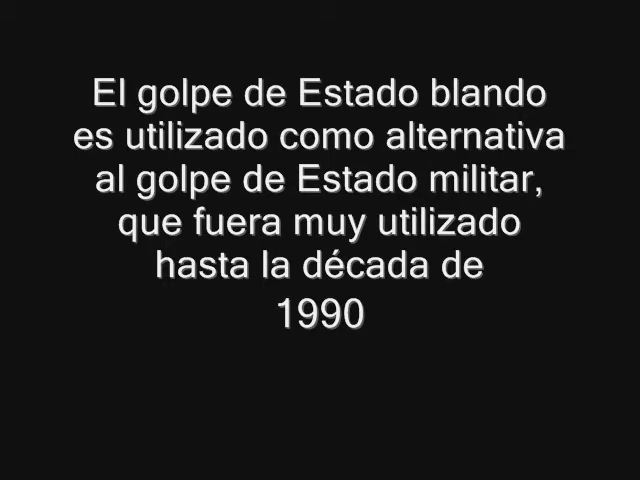 El golpe de Estado blando
es utilizado como alternativa
al golpe de Estado militar,
que fuera muy utilizado
hasta la década de
1990